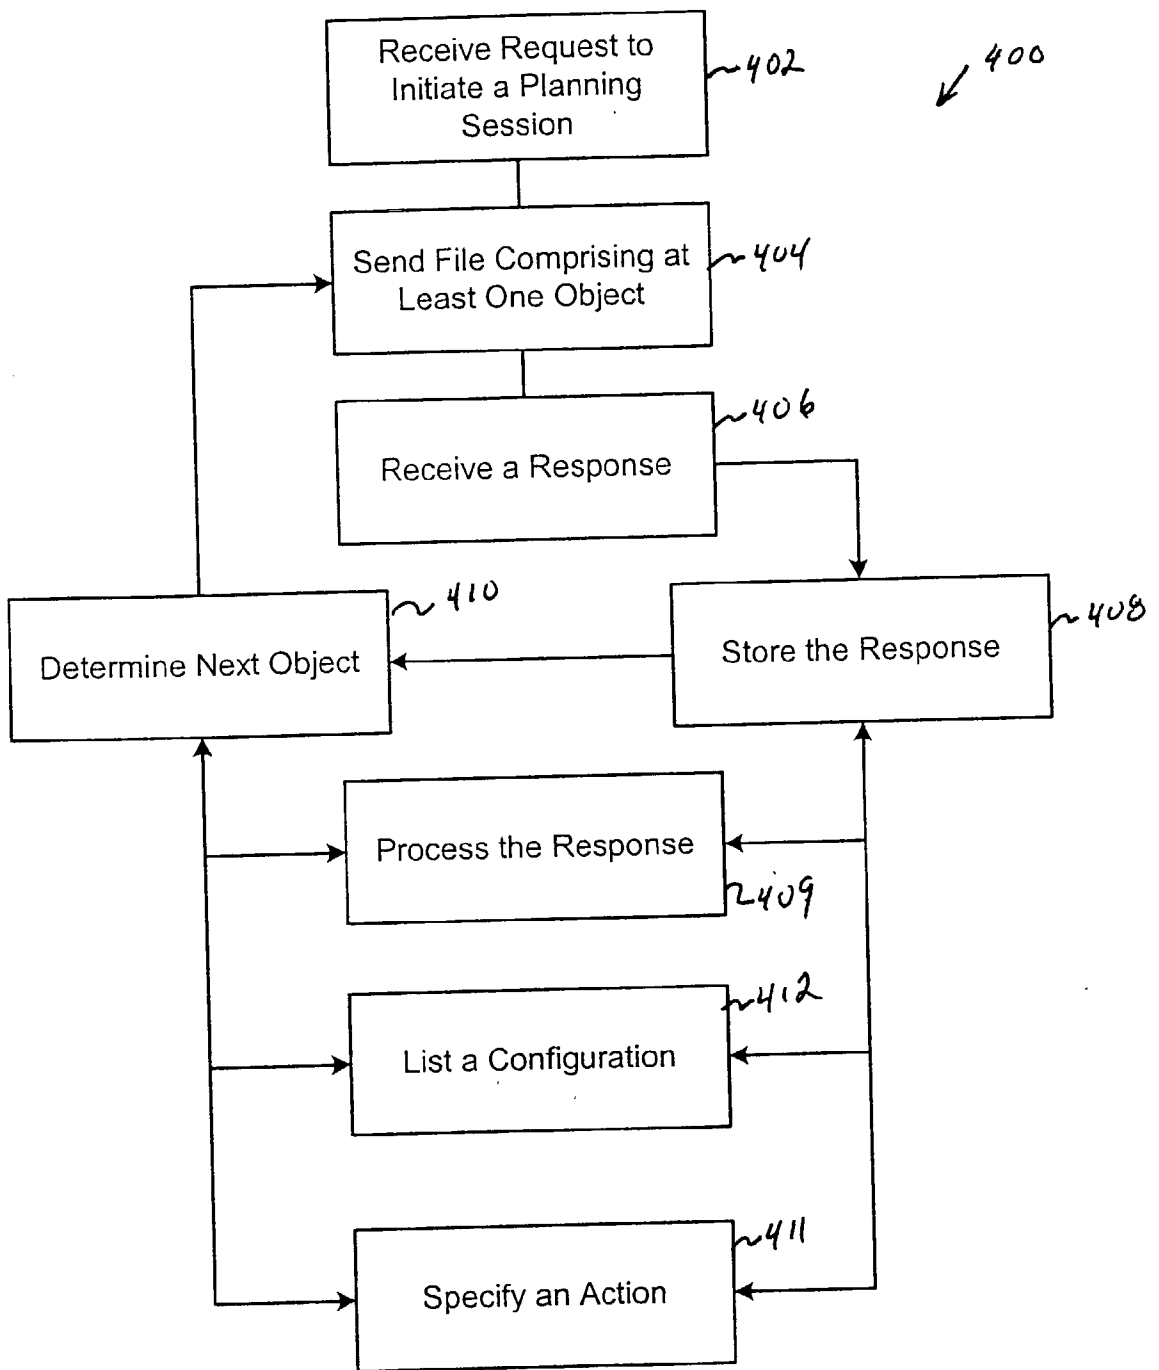 Receive Request to
Initiate a Planning
Session
402
400
Send File Comprising at
Least One Object
404
Receive a Response
406
Determine Next Object
410
Store the Response
408
Process the Response
409
List a Configuration
412
Specify an Action
411